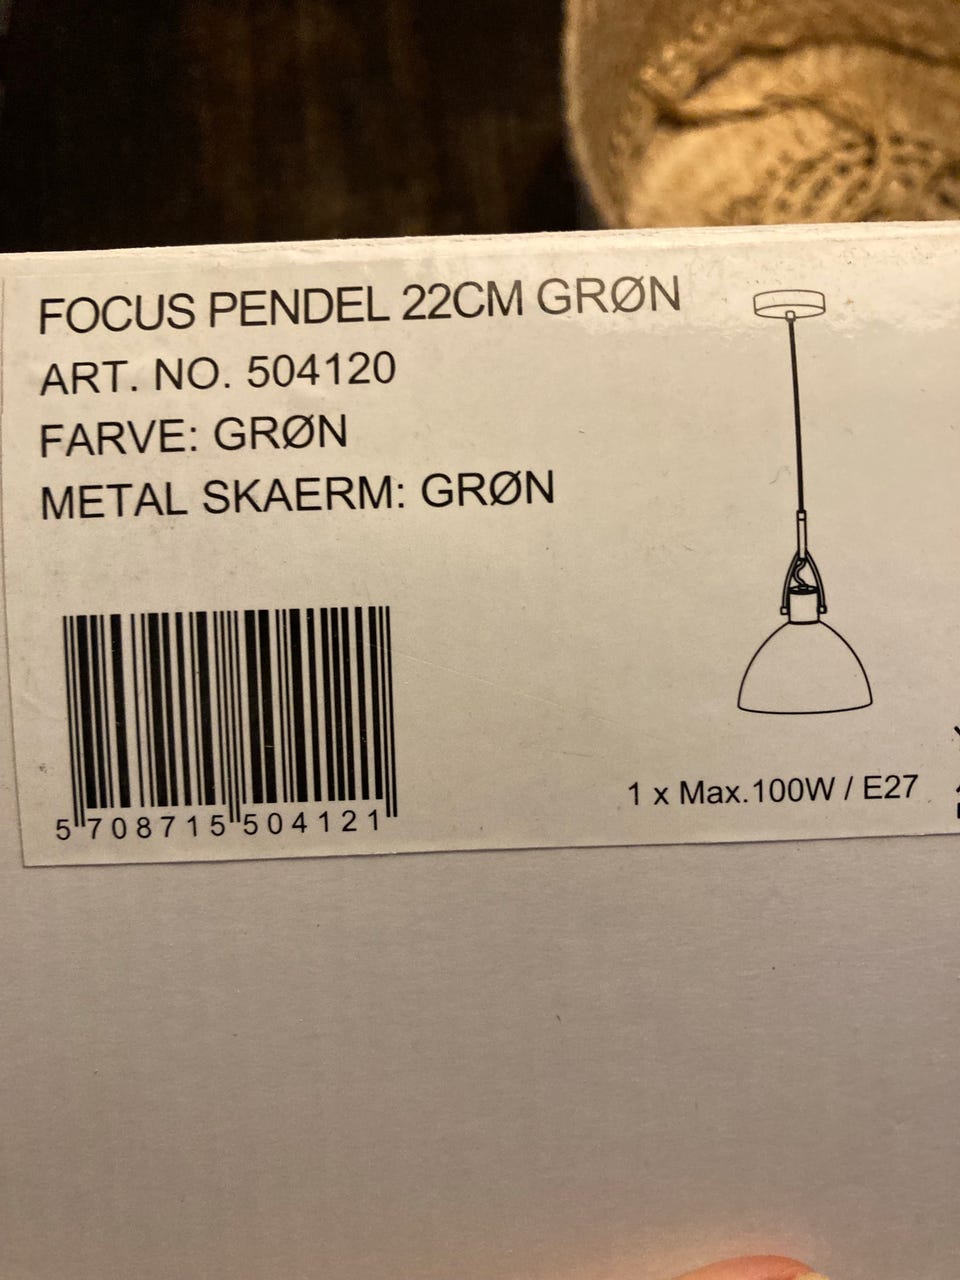 FOCUS PENDEL 22CM GRØN
ART. NO. 504120
FARVE: GRØN
METAL SKAERM: GRØN
5 708715 504121
1 x Max.100W / E27